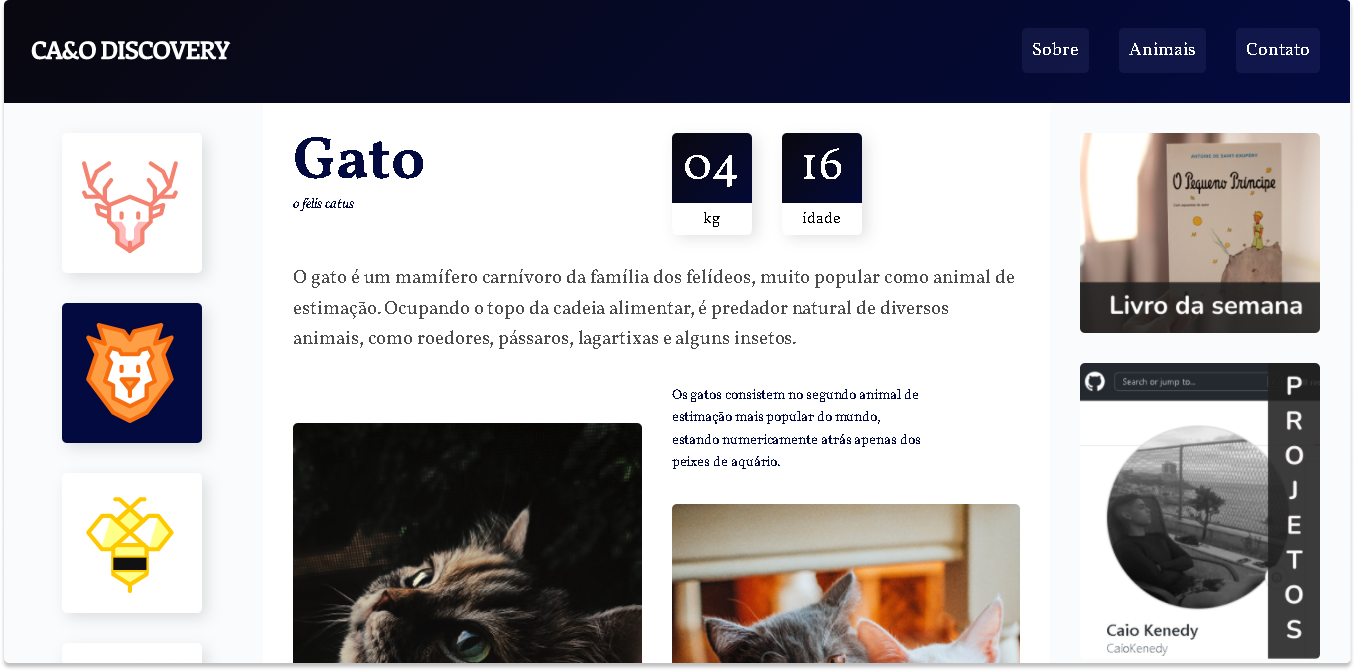 CA&O DISCOVERY
Sobre
Animais
Contato
Gato
o felis catus
04
kg
16
idade
O gato é um mamífero carnívoro da família dos felídeos, muito popular como animal de
estimação. Ocupando o topo da cadeia alimentar, é predador natural de diversos
animais, como roedores, pássaros, lagartixas e alguns insetos.
Os gatos consistem no segundo animal de
estimação mais popular do mundo,
estando numericamente atrás apenas dos
peixes de aquário.
ANTOINE DE SAINT-EXUPÉRY
O Pequeno Príncipe
Livro da semana
Search or jump to...
PROJETOS
Caio Kenedy
CaioKenedy